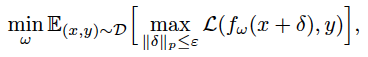 min_ω 𝔼_{(x,y)∼𝒟} [ max_{‖δ‖_p≤ε} ℒ(f_ω(x + δ), y) ],